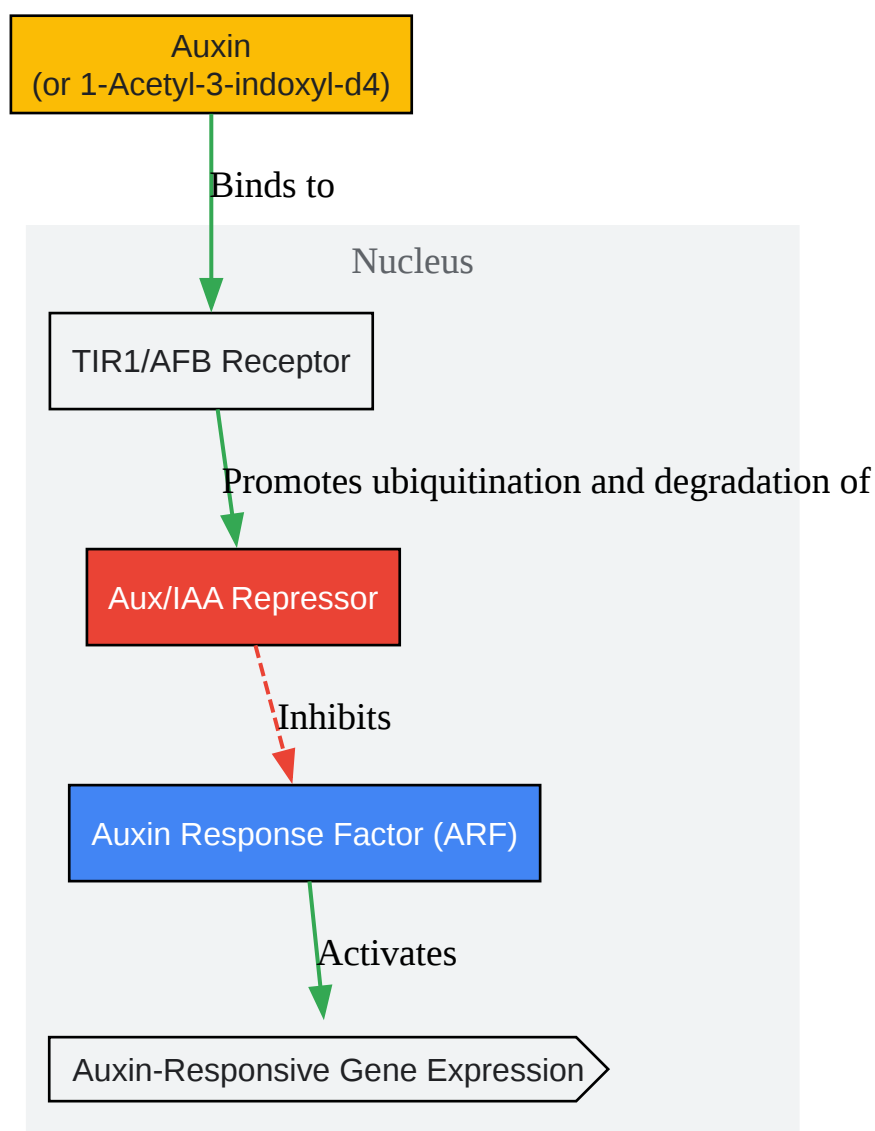 Auxin
(or 1-Acetyl-3-indoxyl-d4)
Binds to
Nucleus
TIR1/AFB Receptor
Promotes ubiquitination and degradation of
Aux/IAA Repressor
Inhibits
Auxin Response Factor (ARF)
Activates
Auxin-Responsive Gene Expression